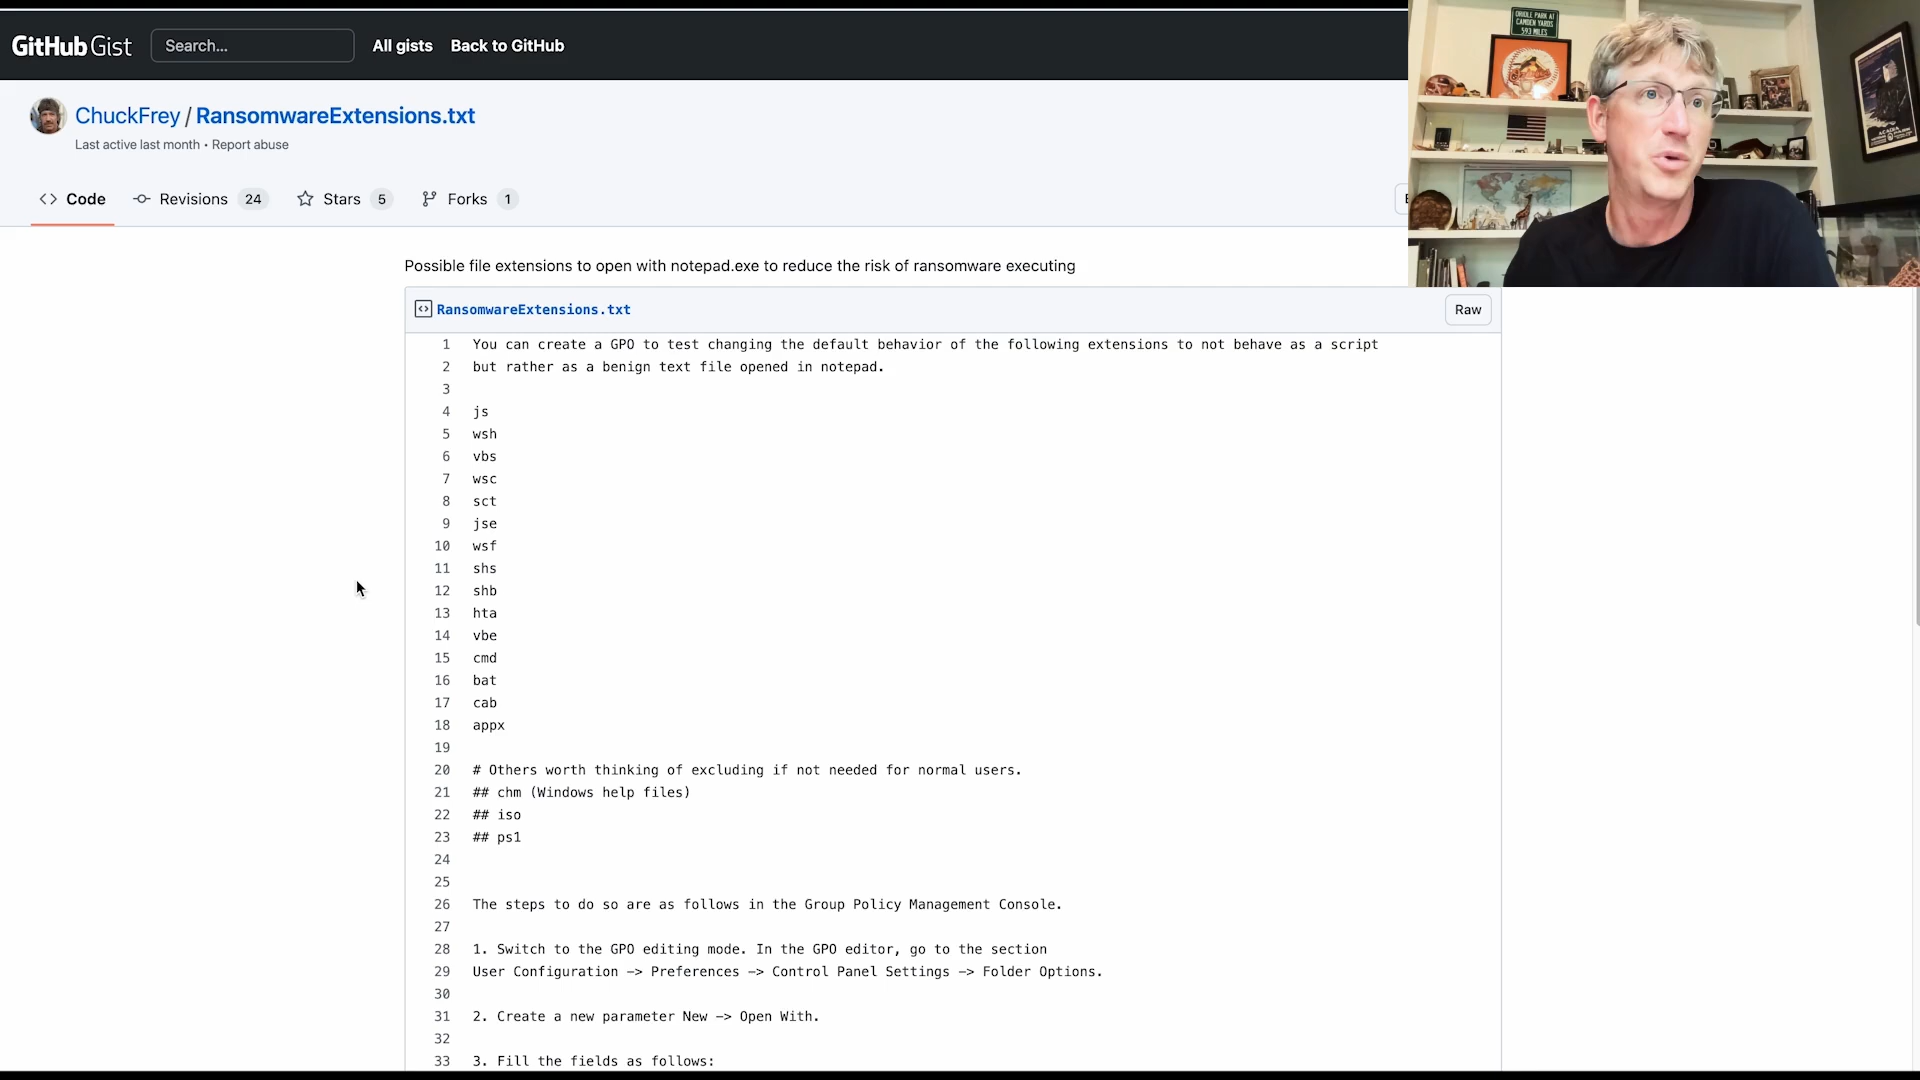 GitHub Gist
Search...
All gists
Back to GitHub
ChuckFrey / RansomwareExtensions.txt
Last active last month • Report abuse
Code
Revisions 24
Stars 5
Forks 1
Possible file extensions to open with notepad.exe to reduce the risk of ransomware executing
RansomwareExtensions.txt
Raw
1 You can create a GPO to test changing the default behavior of the following extensions to not behave as a script
2 but rather as a benign text file opened in notepad.
3
4 js
5 wsh
6 vbs
7 wsc
8 sct
9 jse
10 wsf
11 shs
12 shb
13 hta
14 vbe
15 cmd
16 bat
17 cab
18 appx
19
20 # Others worth thinking of excluding if not needed for normal users.
21 ## chm (Windows help files)
22 ## iso
23 ## ps1
24
25
26 The steps to do so are as follows in the Group Policy Management Console.
27
28 1. Switch to the GPO editing mode. In the GPO editor, go to the section
29 User Configuration —> Preferences —> Control Panel Settings —> Folder Options.
30
31 2. Create a new parameter New —> Open With.
32
33 3. Fill the fields as follows:
ORIOLE PARK AT
CAMDEN YARDS
593 MILES
ACADIA